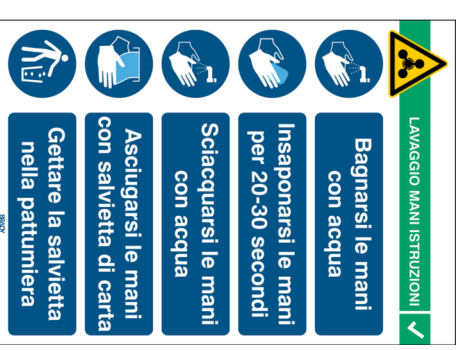 LAVAGGIO MANI ISTRUZIONI
Bagnarsi le mani
con acqua
Insaponarsi le mani
per 20-30 secondi
Sciacquarsi le mani
con acqua
Asciugarsi le mani
con salvietta di carta
Gettare la salvietta
nella pattumiera
BRADY